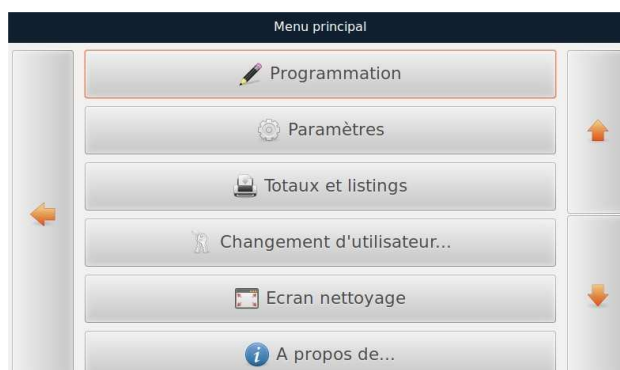 Menu principal
Programmation
Paramètres
Totaux et listings
Changement d'utilisateur...
Ecran nettoyage
A propos de...